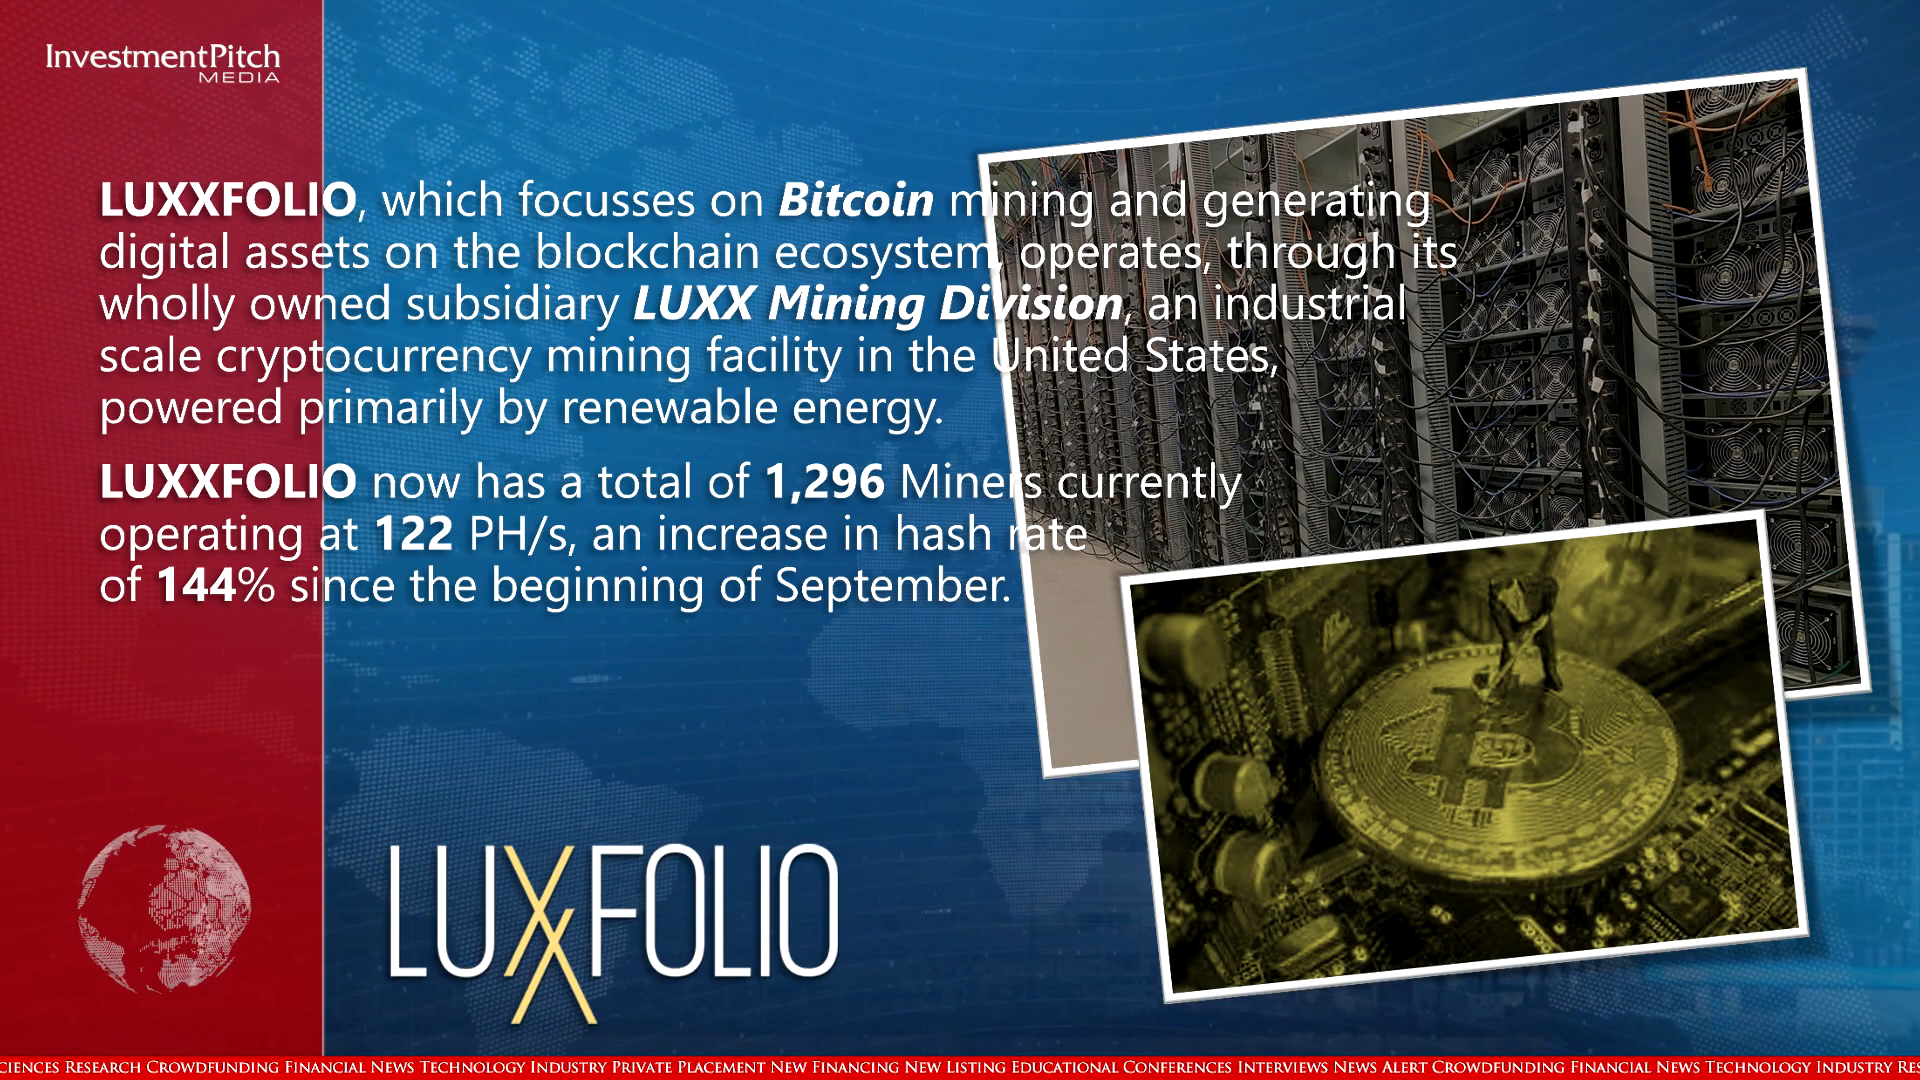 InvestmentPitch
MEDIA
LUXXFOLIO, which focusses on Bitcoin mining and generating
digital assets on the blockchain ecosystem, operates, through its
wholly owned subsidiary LUXX Mining Division, an industrial
scale cryptocurrency mining facility in the United States,
powered primarily by renewable energy.
LUXXFOLIO now has a total of 1,296 Miners currently
operating at 122 PH/s, an increase in hash rate
of 144% since the beginning of September.
LUXXFOLIO
CIENCES RESEARCH CROWDFUNDING FINANCIAL NEWS TECHNOLOGY INDUSTRY PRIVATE PLACEMENT NEW FINANCING NEW LISTING EDUCATIONAL CONFERENCES INTERVIEWS NEWS ALERT CROWDFUNDING FINANCIAL NEWS TECHNOLOGY INDUSTRY RES